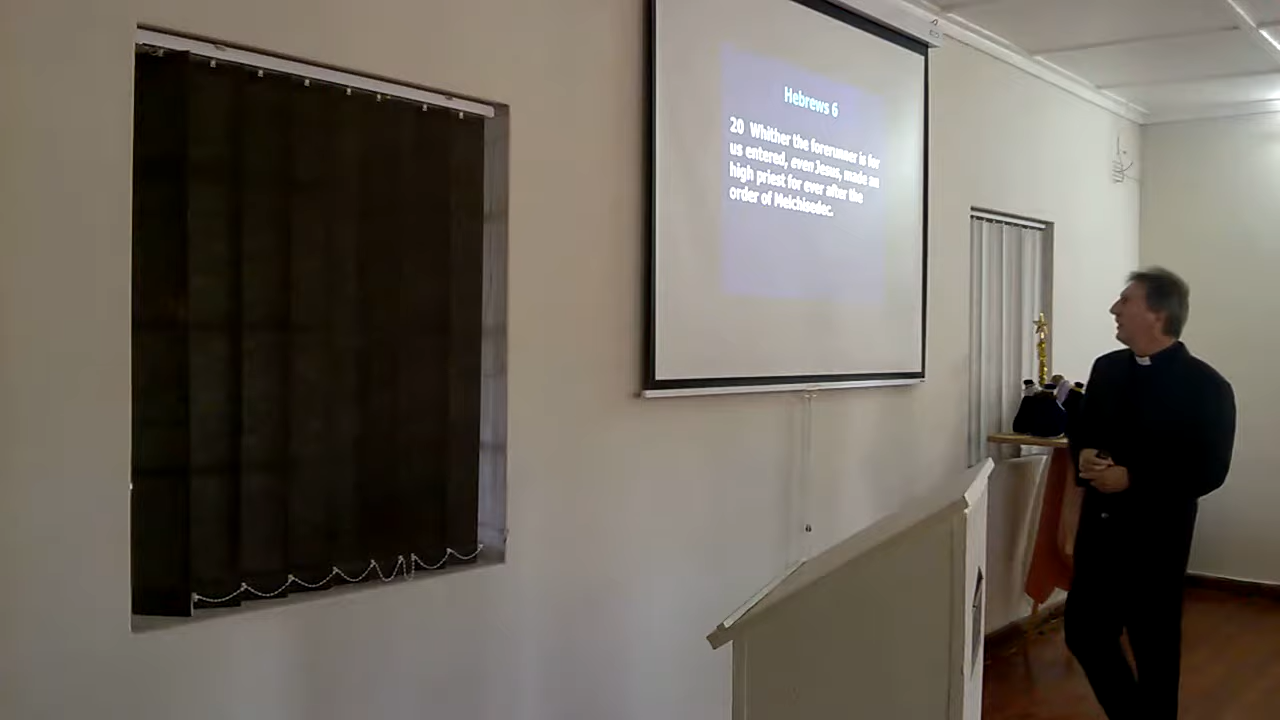 Hebrews 6
20 Whither the forerunner is for
us entered, even Jesus, made an
high priest for ever after the
order of Melchisedec.